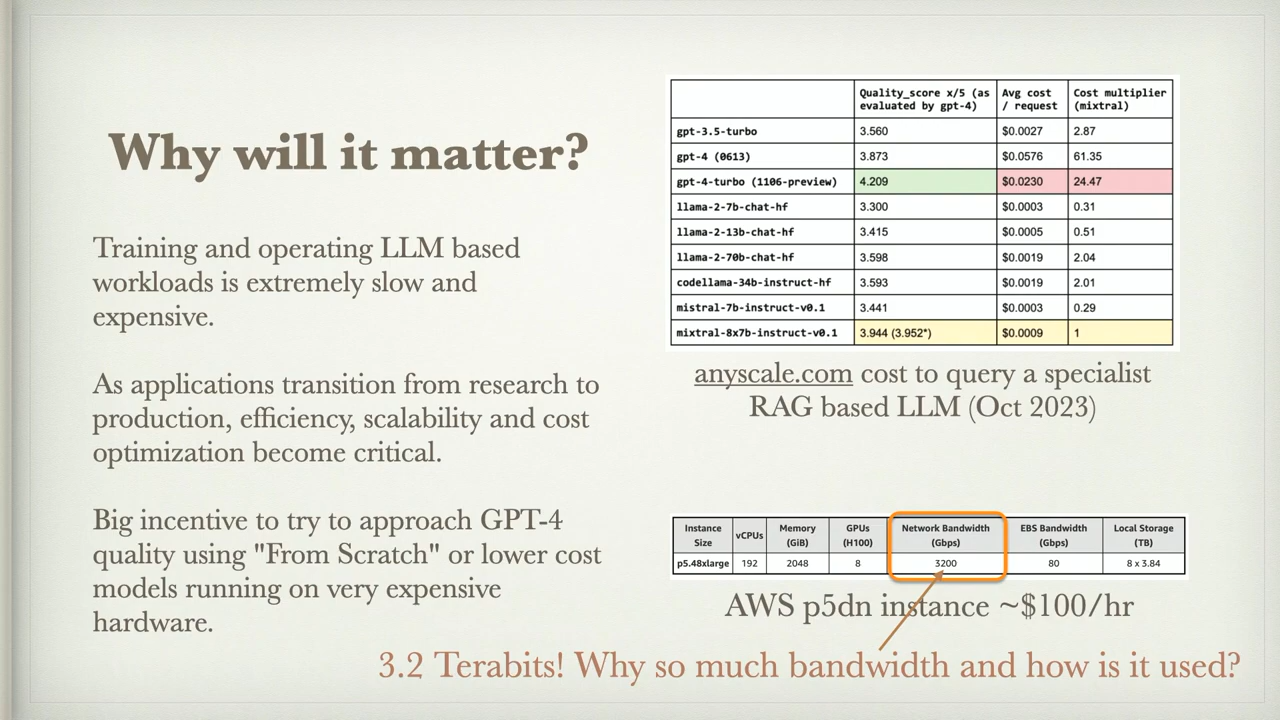 Why will it matter?
Training and operating LLM based
workloads is extremely slow and
expensive.
As applications transition from research to
production, efficiency, scalability and cost
optimization become critical.
Big incentive to try to approach GPT-4
quality using "From Scratch" or lower cost
models running on very expensive
hardware.
Quality_score x/5 (as evaluated by gpt-4) Avg cost / request Cost multiplier (mixtral)
gpt-3.5-turbo 3.560 $0.0027 2.87
gpt-4 (0613) 3.873 $0.0576 61.35
gpt-4-turbo (1106-preview) 4.209 $0.0230 24.47
llama-2-7b-chat-hf 3.300 $0.0003 0.31
llama-2-13b-chat-hf 3.415 $0.0005 0.51
llama-2-70b-chat-hf 3.598 $0.0019 2.04
codellama-34b-instruct-hf 3.593 $0.0019 2.01
mistral-7b-instruct-v0.1 3.441 $0.0003 0.29
mixtral-8x7b-instruct-v0.1 3.944 (3.952*) $0.0009 1
anyscale.com cost to query a specialist
RAG based LLM (Oct 2023)
Instance Size vCPUs Memory (GiB) GPUs (H100) Network Bandwidth (Gbps) EBS Bandwidth (Gbps) Local Storage (TB)
p5.48xlarge 192 2048 8 3200 80 8 x 3.84
AWS p5dn instance ~$100/hr
3.2 Terabits! Why so much bandwidth and how is it used?